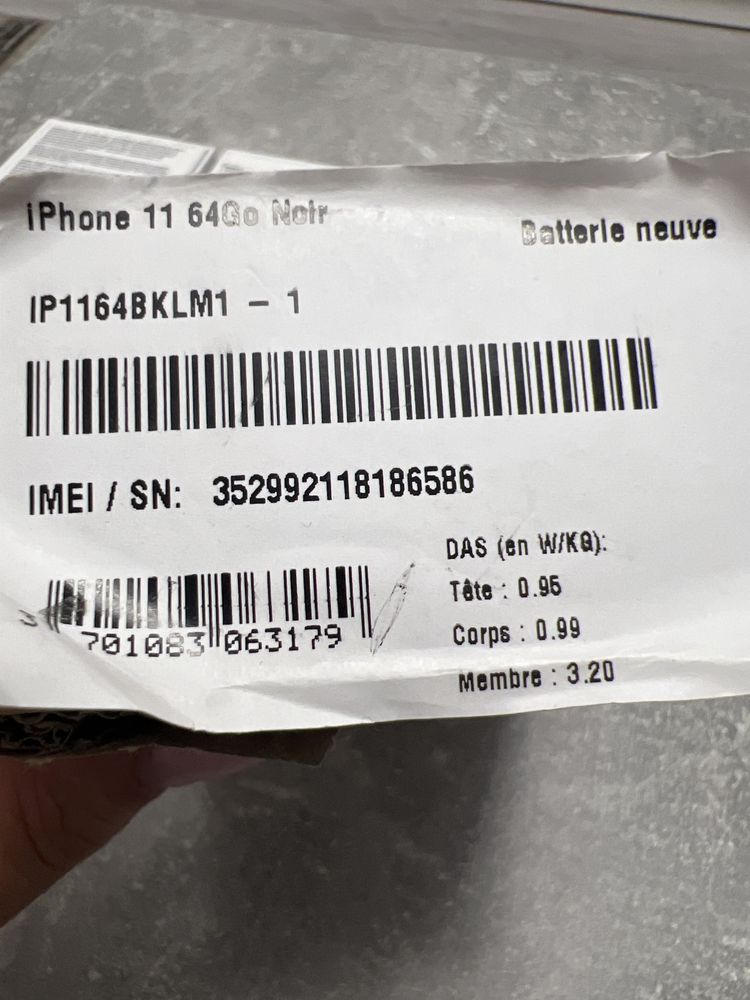 iPhone 11 64Go Noir
Batterie neuve
IP1164BKLM1 - 1
IMEI / SN: 352992118186586
DAS (en W/KG):
Tête : 0.95
Corps : 0.99
Membre : 3.20
3 701083 063179